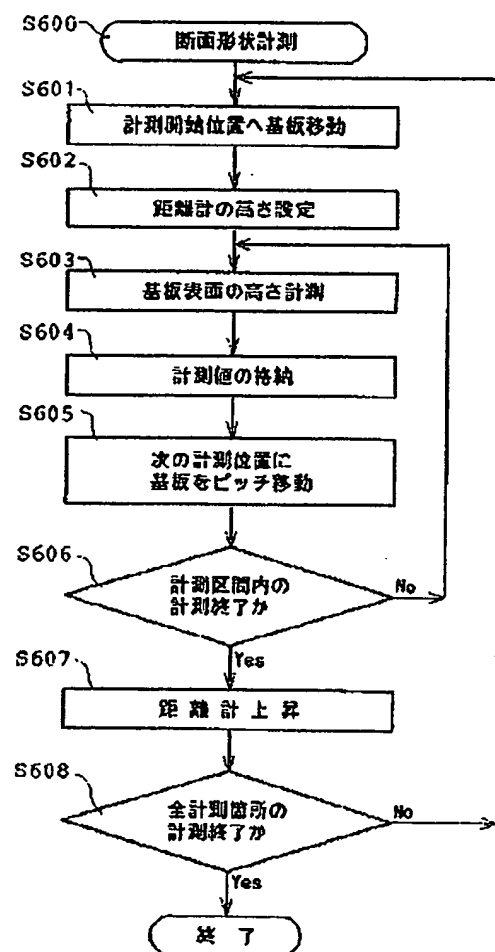 S600
断面形状計測
S601
計測開始位置へ基板移動
S602
距離計の高さ設定
S603
基板表面の高さ計測
S604
計測値の格納
S605
次の計測位置に
基板をピッチ移動
S606
計測区間内の
計測終了か
No
Yes
S607
距離計上昇
S608
全計測箇所の
計測終了か
No
Yes
終了